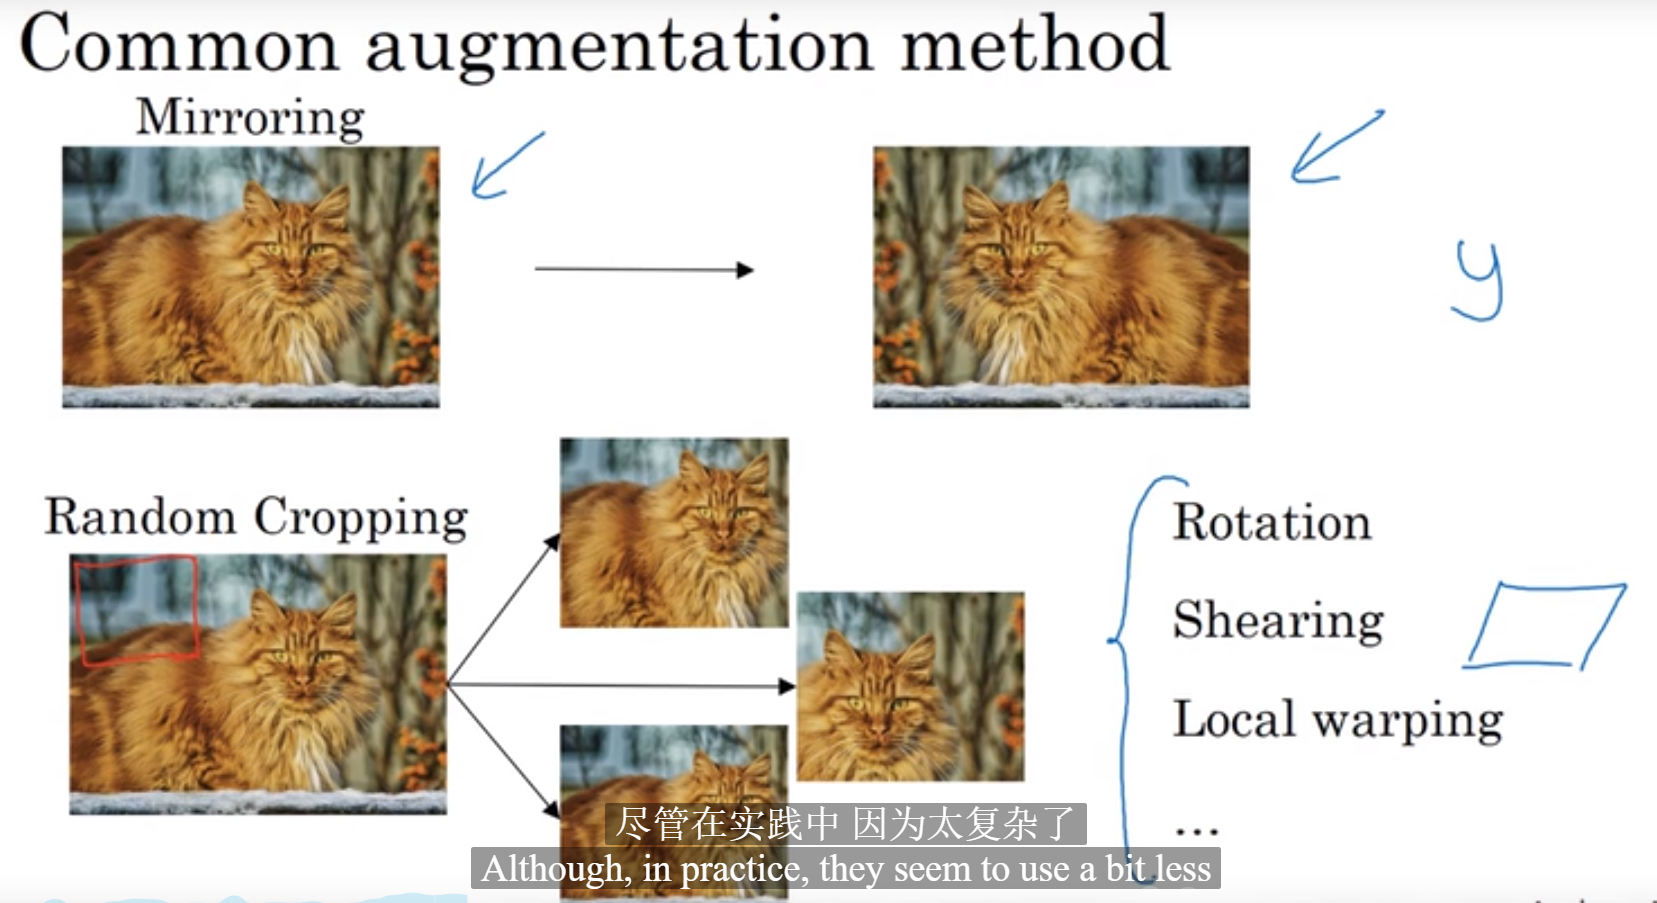 Common augmentation method
Mirroring
y
Random Cropping
Rotation
Shearing
Local warping
...
尽管在实践中 因为太复杂了
Although, in practice, they seem to use a bit less